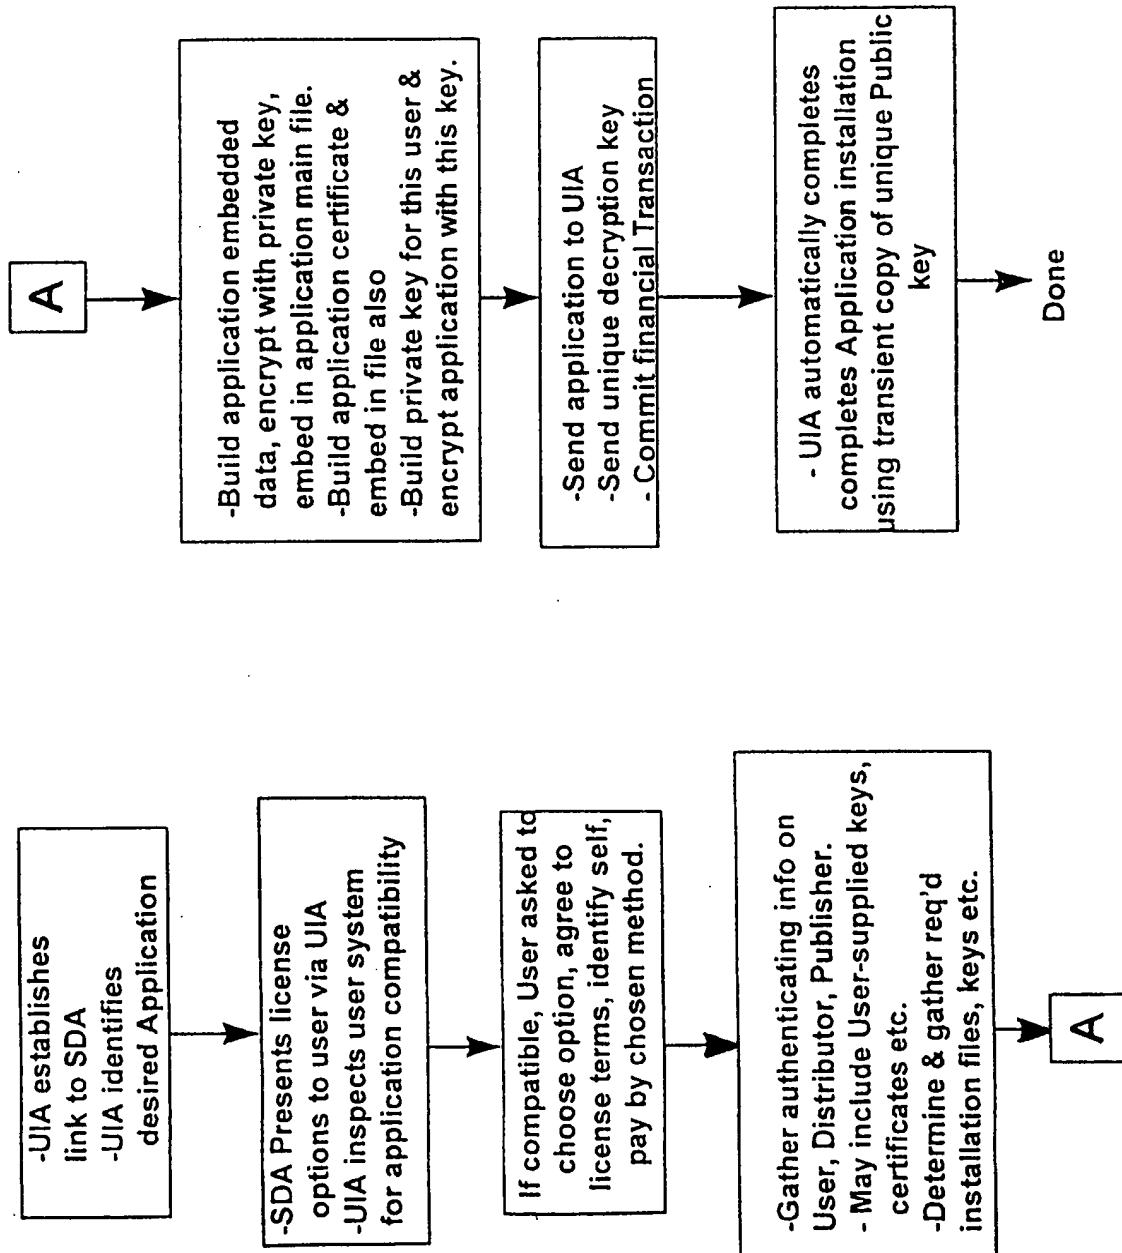 -UIA establishes
link to SDA
-UIA identifies
desired Application
-SDA Presents license
options to user via UIA
-UIA inspects user system
for application compatibility
If compatible, User asked to
choose option, agree to
license terms, identify self,
pay by chosen method.
-Gather authenticating info on
User, Distributor, Publisher.
- May include User-supplied keys,
certificates etc.
-Determine & gather req'd
installation files, keys etc.
A
A
-Build application embedded
data, encrypt with private key,
embed in application main file.
-Build application certificate &
embed in file also
-Build private key for this user &
encrypt application with this key.
-Send application to UIA
-Send unique decryption key
- Commit financial Transaction
- UIA automatically completes
completes Application installation
using transient copy of unique Public
key
Done